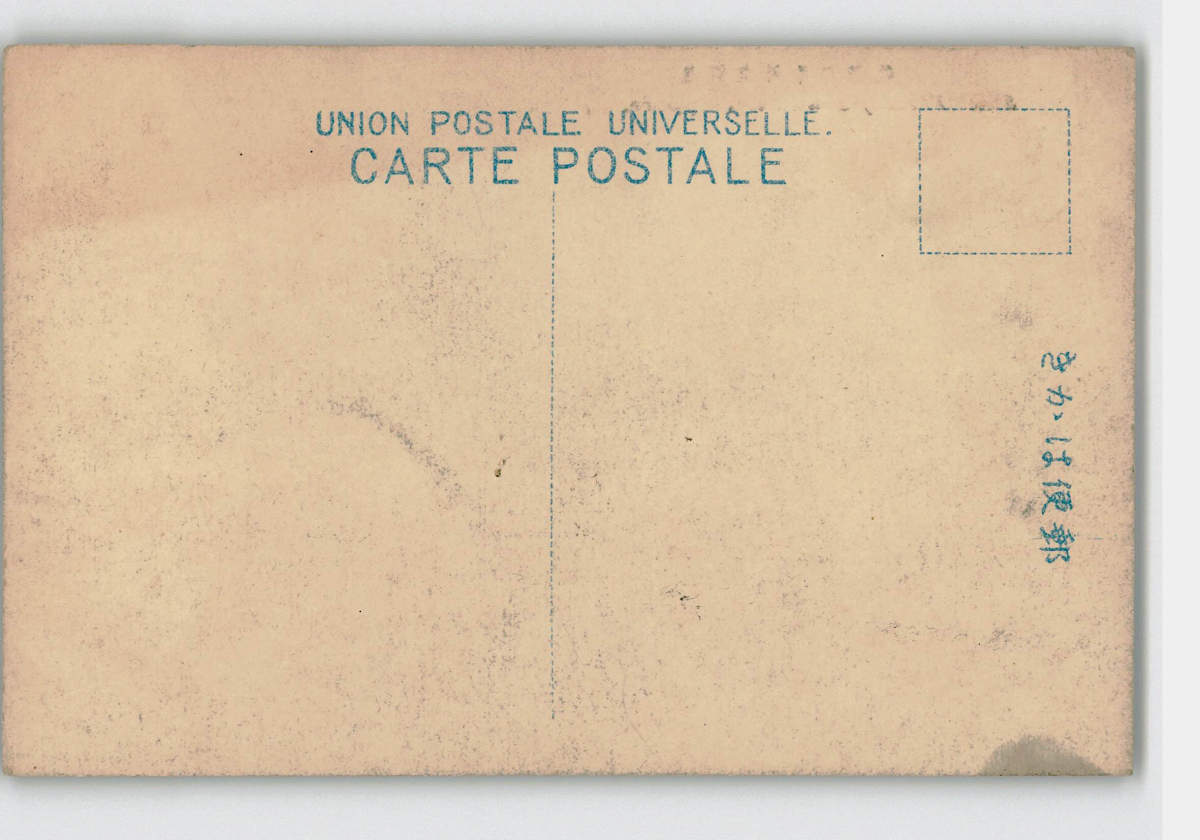 UNION POSTALE UNIVERSELLE.
CARTE POSTALE
きかは便郵